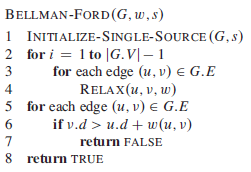 BELLMAN-FORD(G, w, s)
1 INITIALIZE-SINGLE-SOURCE(G, s)
2 for i = 1 to |G.V| − 1
3 for each edge (u, v) ∈ G.E
4 RELAX(u, v, w)
5 for each edge (u, v) ∈ G.E
6 if v.d > u.d + w(u, v)
7 return FALSE
8 return TRUE